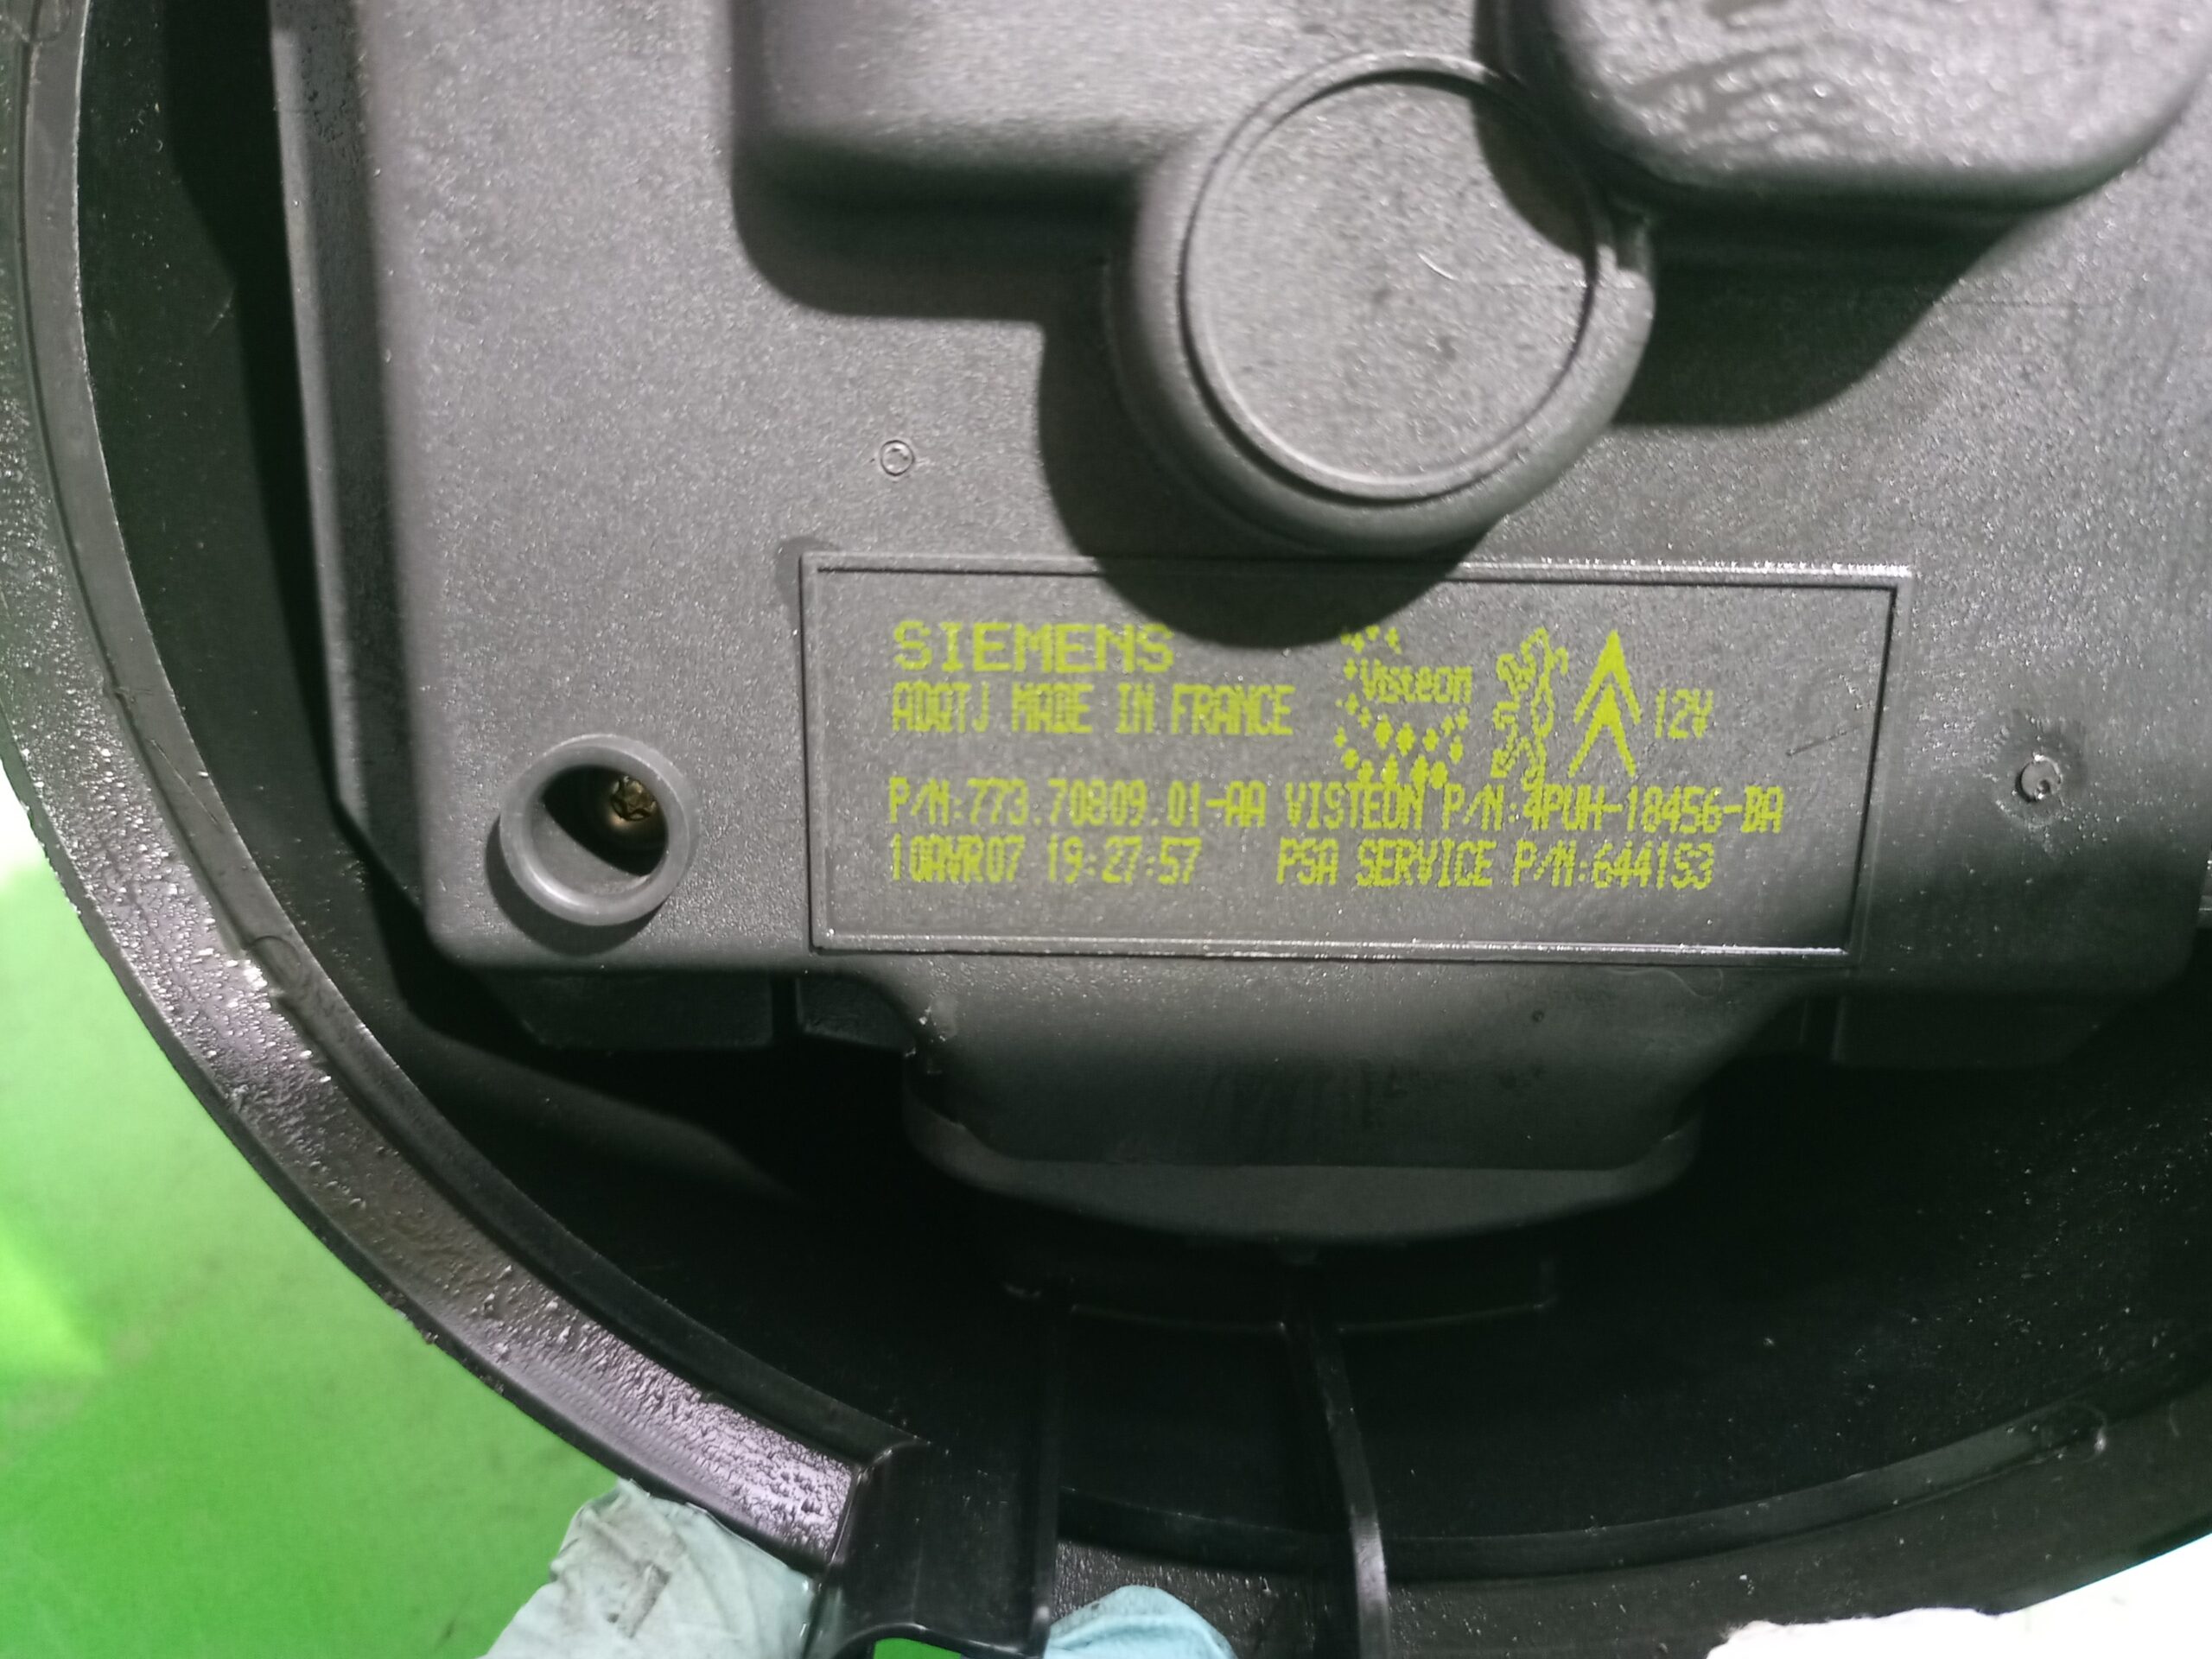 SIEMENS
ADQTJ MADE IN FRANCE
Visteon
12V
P/N:773.70809.01-AA VISTEON P/N:4PUH-18456-BA
10AVR07 19:27:57 PSA SERVICE P/N:6441S3